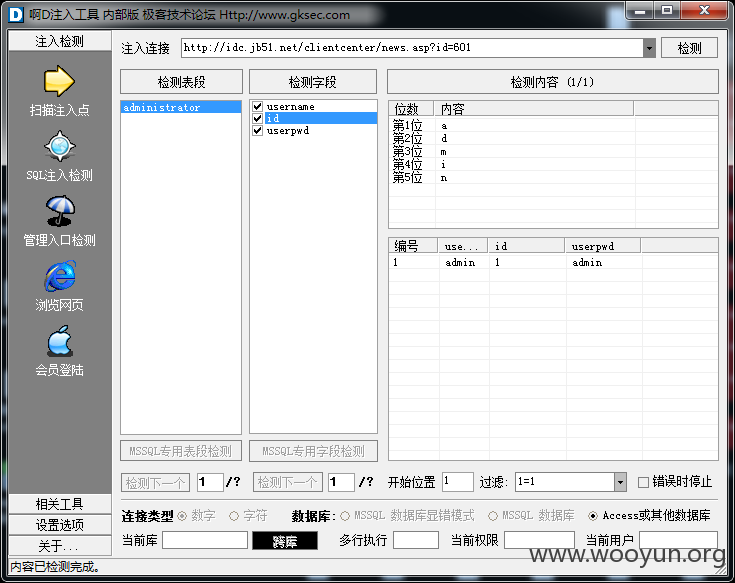 啊D注入工具 内部版 极客技术论坛 Http://www.gksec.com
注入检测
扫描注入点
SQL注入检测
管理入口检测
浏览网页
会员登陆
相关工具
设置选项
关于...
注入连接 http://idc.jb51.net/clientcenter/news.asp?id=601 检测
检测表段 检测字段 检测内容 (1/1)
administrator
username
id
userpwd
位数 内容
第1位 a
第2位 d
第3位 m
第4位 i
第5位 n
编号 use... id userpwd
1 admin 1 admin
MSSQL专用表段检测 MSSQL专用字段检测
检测下一个 1 /? 检测下一个 1 /? 开始位置 1 过滤: 1=1 错误时停止
连接类型 数字 字符 数据库: MSSQL 数据库显错模式 MSSQL 数据库 Access或其他数据库
当前库 跨库 多行执行 当前权限 当前用户
www.wooyun.org
内容已检测完成。